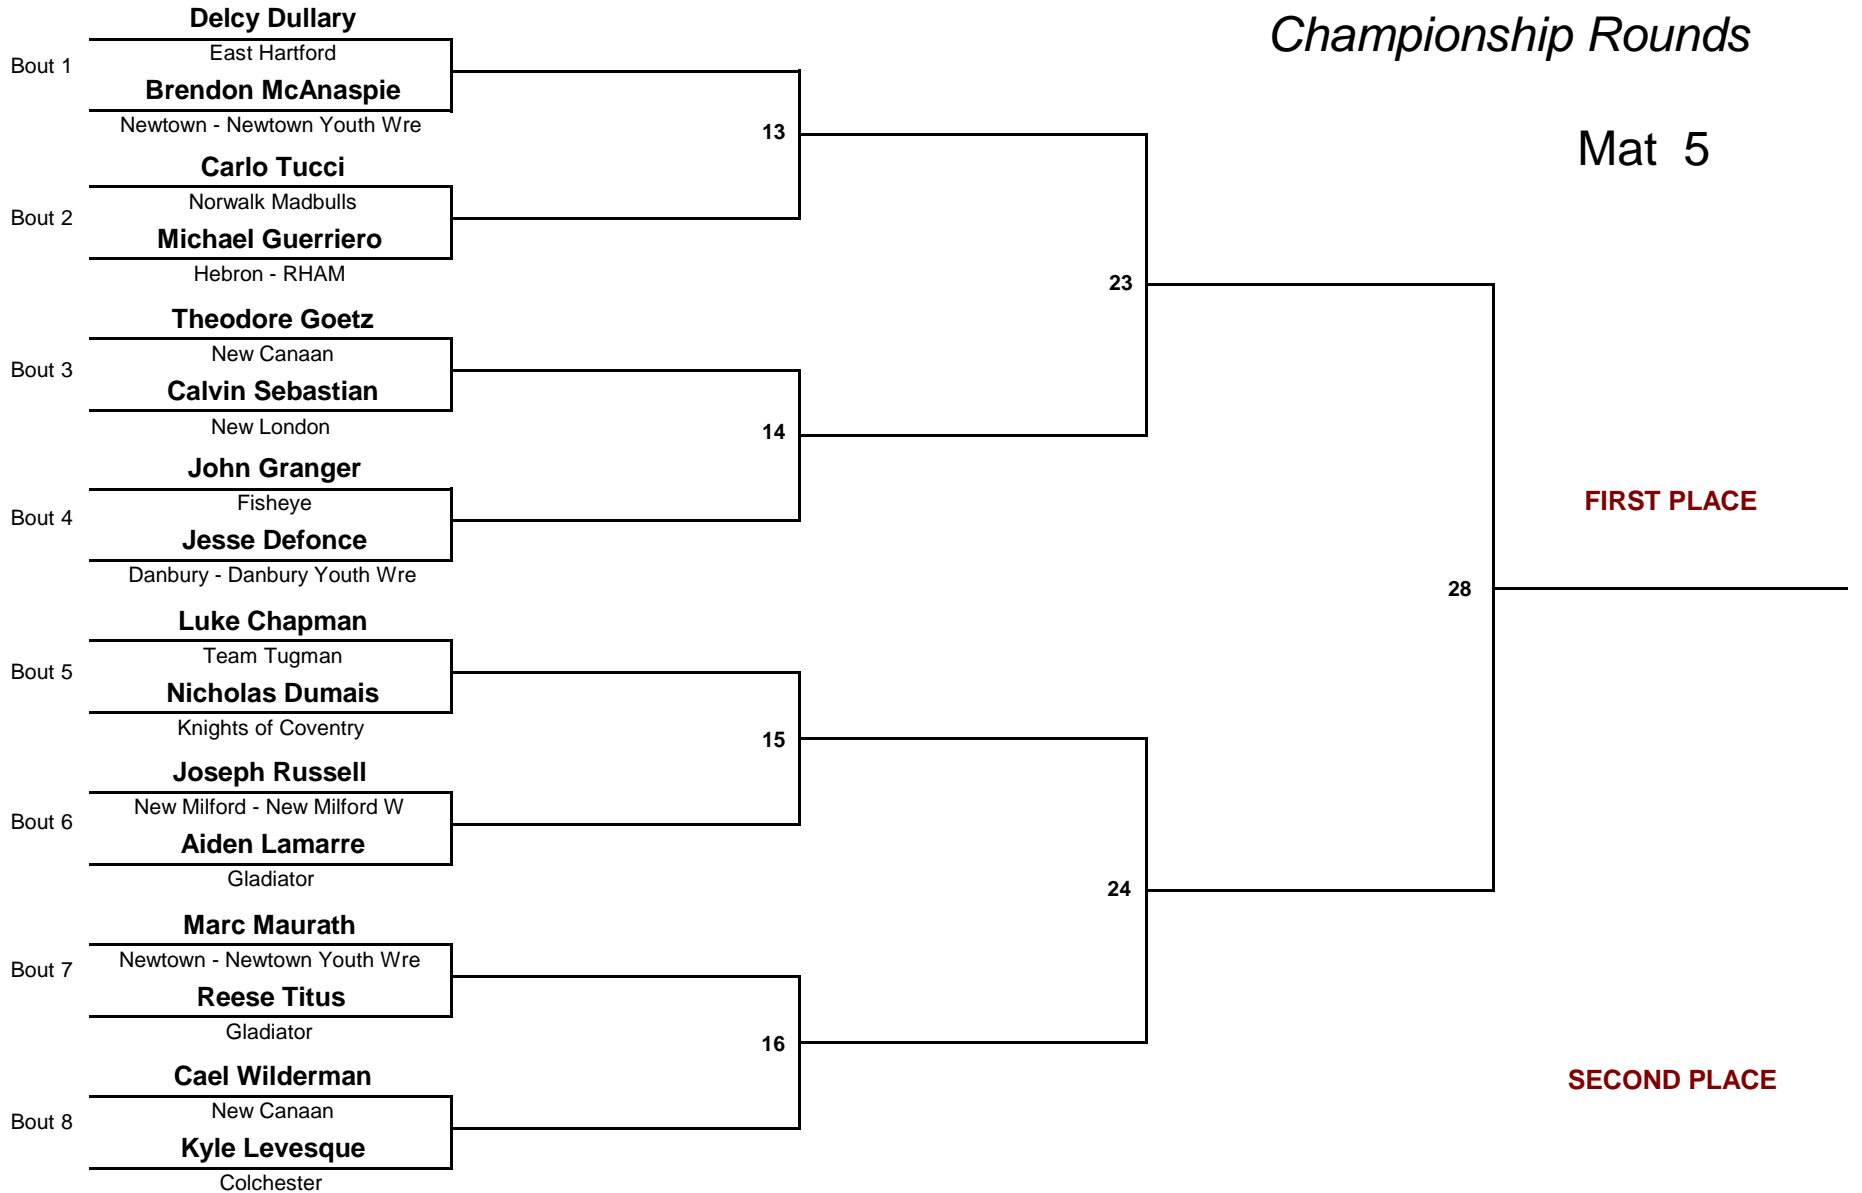 Championship Rounds
Mat 5
Delcy Dullary
Bout 1
East Hartford
Brendon McAnaspie
Newtown - Newtown Youth Wre
13
Carlo Tucci
Bout 2
Norwalk Madbulls
Michael Guerriero
Hebron - RHAM
23
Theodore Goetz
Bout 3
New Canaan
Calvin Sebastian
New London
14
John Granger
Bout 4
Fisheye
Jesse Defonce
Danbury - Danbury Youth Wre
FIRST PLACE
28
Luke Chapman
Bout 5
Team Tugman
Nicholas Dumais
Knights of Coventry
15
Joseph Russell
Bout 6
New Milford - New Milford W
Aiden Lamarre
Gladiator
24
Marc Maurath
Bout 7
Newtown - Newtown Youth Wre
Reese Titus
Gladiator
16
Cael Wilderman
Bout 8
New Canaan
Kyle Levesque
Colchester
SECOND PLACE